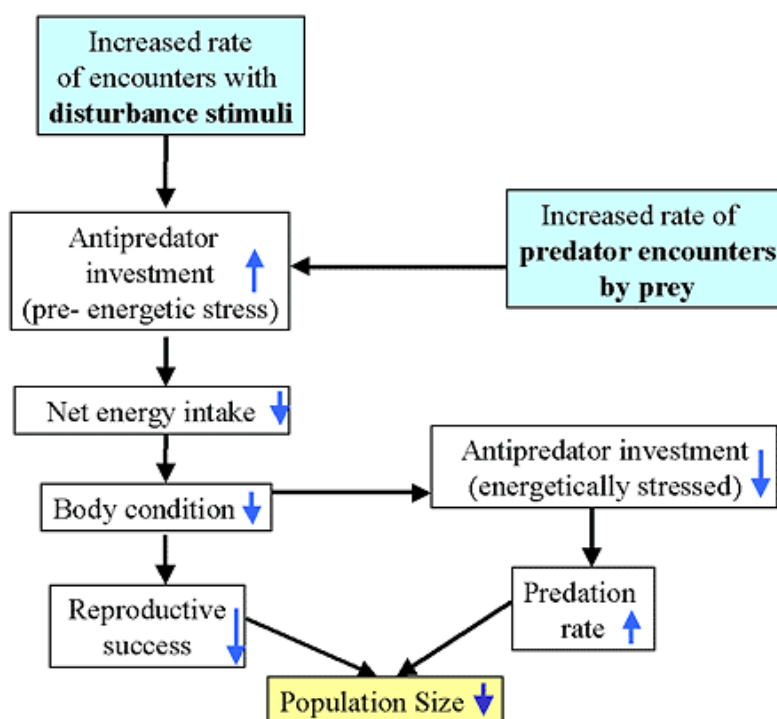 Increased rate
of encounters with
disturbance stimuli
Antipredator
investment
(pre- energetic stress)
Increased rate of
predator encounters
by prey
Net energy intake
Antipredator investment
(energetically stressed)
Body condition
Reproductive
success
Predation
rate
Population Size